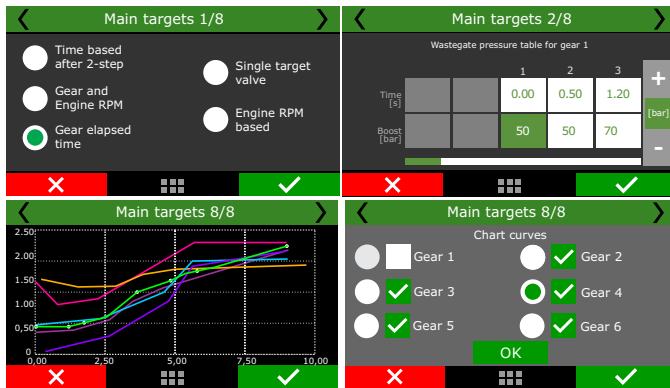 Main targets 1/8
Time based
after 2-step
Single target
valve
Gear and
Engine RPM
Engine RPM
based
Gear elapsed
time
Main targets 2/8
Wastegate pressure table for gear 1
1 2 3
Time
[s]
0.00 0.50 1.20
+
[bar]
-
Boost
[bar]
50 50 70
Main targets 8/8
2.50
2.00
1.50
1.00
0,50
0
0,00 2,50 5,00 7,50 10,00
Main targets 8/8
Chart curves
Gear 1 Gear 2
Gear 3 Gear 4
Gear 5 Gear 6
OK